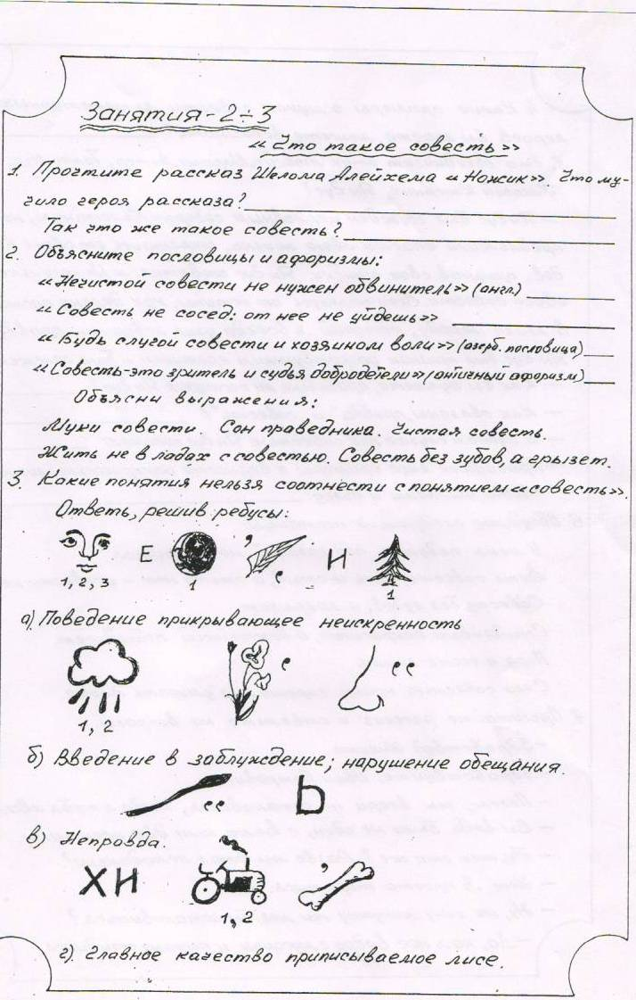 Занятия-2÷3
«Что такое совесть»
1. Прочтите рассказ Шелома Алейхема «Ножик». Что му-
чило героя рассказа?
Так что же такое совесть?
2. Объясните пословицы и афоризмы:
«Нечистой совести не нужен обвинитель» (англ)
«Совесть не сосед: от нее не уйдешь»
«Будь слугой совести и хозяином воли» (азерб. пословица)
«Совесть-это зритель и судья добродетели» (античный афоризм)
Объясни выражения:
Муки совести. Сон праведника. Чистая совесть.
Жить не в ладах с совестью. Совесть без зубов, а грызет.
3. Какие понятия нельзя соотнести с понятием «совесть».
Ответь, решив ребусы:
Е , И
1, 2, 3 1 е 1
а) Поведение прикрывающее неискренность
е ее
1, 2
б) Введение в заблуждение; нарушение обещания.
ее Ь
в) Неправда.
ХИ ,
1, 2
г). Главное качество приписываемое лисе.